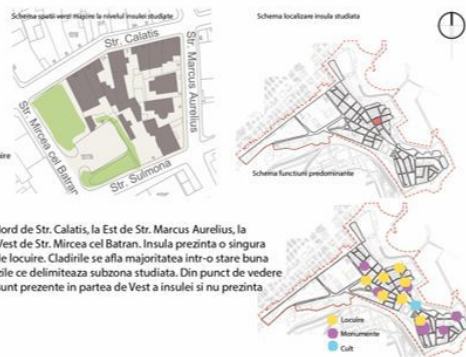 Schema spatii verzi majore la nivelul insulei studiate
Schema localizare insula studiata
Str. Calatis
Str. Marcus Aurelius
Str. Mircea cel Batran
Str. Sulmona
uire
Schema functiuni predominante
Nord de Str. Calatis, la Est de Str. Marcus Aurelius, la
Vest de Str. Mircea cel Batran. Insula prezinta o singura
de locuire. Cladirile se afla majoritatea intr-o stare buna
zile ce delimiteaza subzona studiata. Din punct de vedere
sunt prezente in partea de Vest a insulei si nu prezinta
Locuire
Monumente
Cult